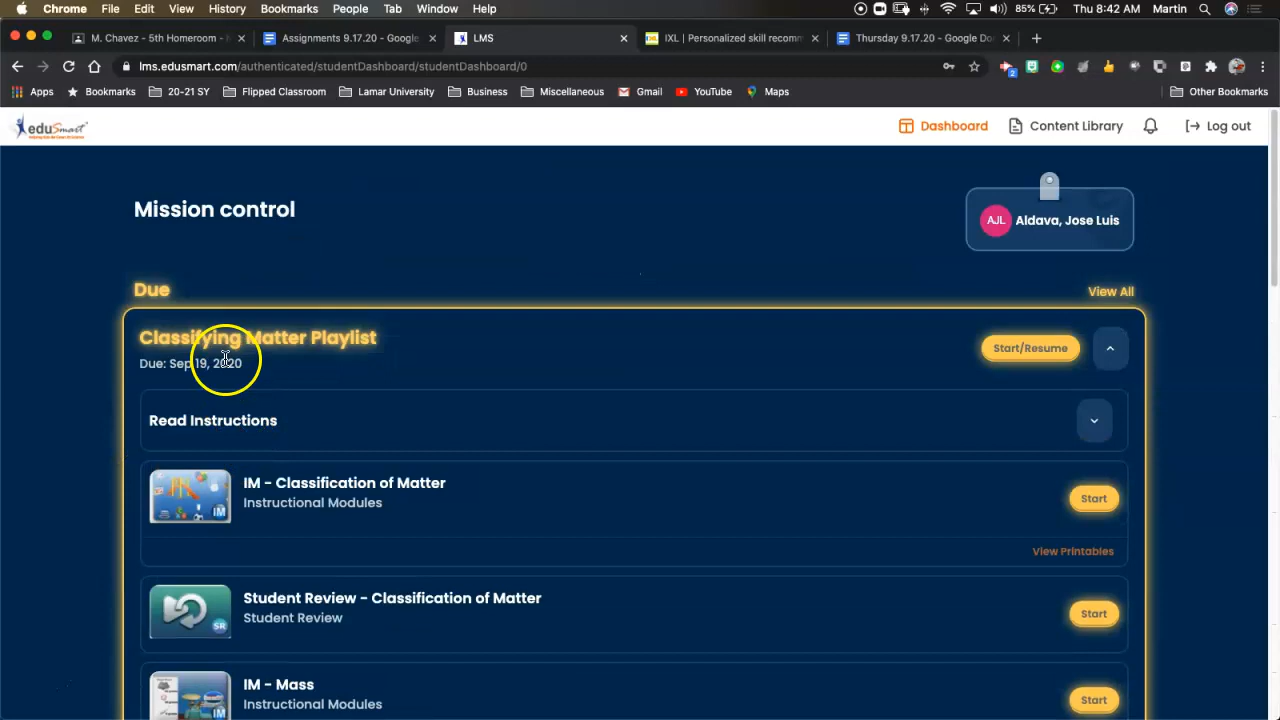 Chrome File Edit View History Bookmarks People Tab Window Help 85% Thu 8:42 AM Martin
M. Chavez - 5th Homeroom - Assignments 9.17.20 - Google LMS IXL | Personalized skill recomm Thursday 9.17.20 - Google Do
lms.edusmart.com/authenticated/studentDashboard/studentDashboard/0
Apps Bookmarks 20-21 SY Flipped Classroom Lamar University Business Miscellaneous Gmail YouTube Maps Other Bookmarks
eduSmart Dashboard Content Library Log out
Mission control
AJL Aldava, Jose Luis
Due View All
Classifying Matter Playlist
Start/Resume
Due: Sep 19, 2020
Read Instructions
IM - Classification of Matter
Instructional Modules
Start
IM
View Printables
Student Review - Classification of Matter
Student Review
Start
SR
IM - Mass
Instructional Modules
Start
IM